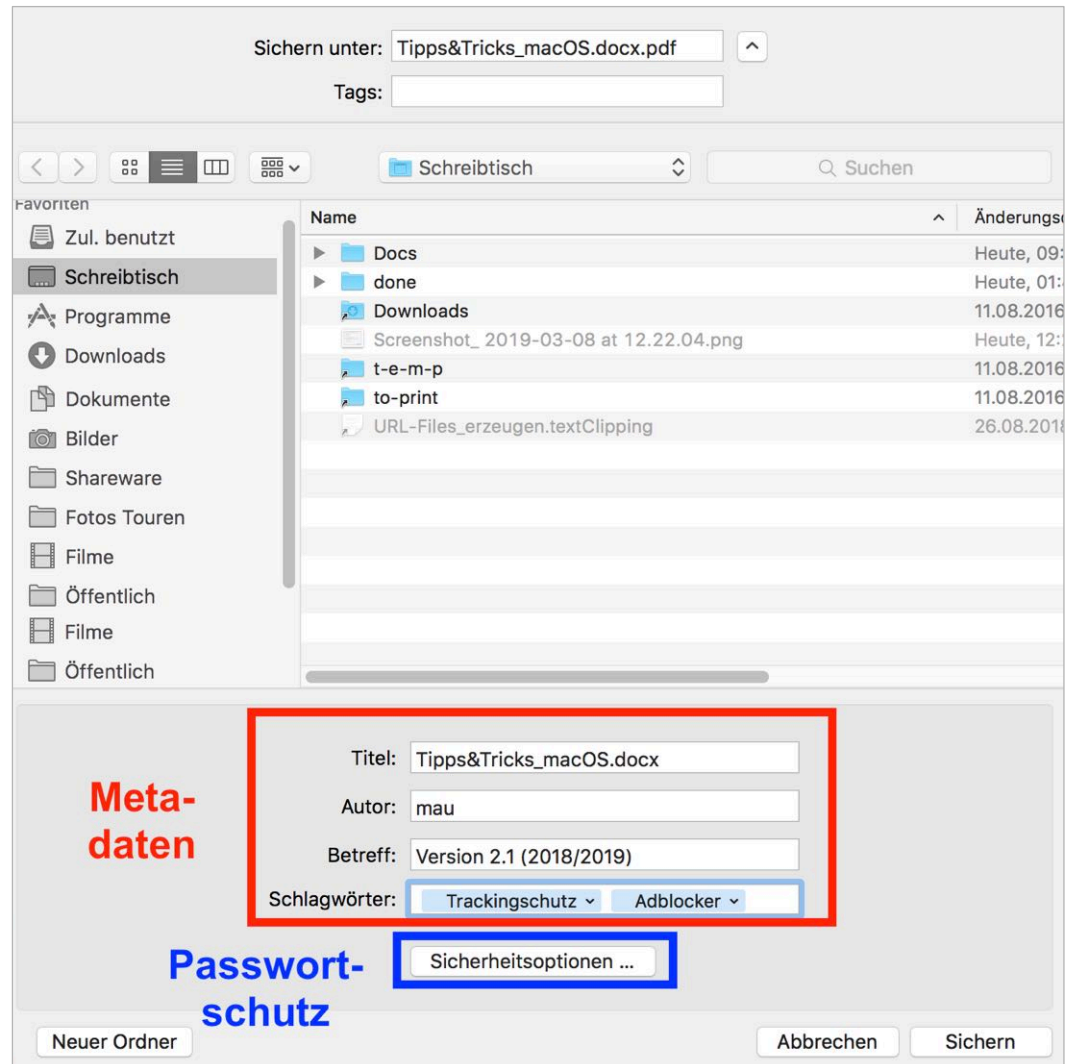 Sichern unter: Tipps&Tricks_macOS.docx.pdf
Tags:
Schreibtisch
Suchen
Favoriten
Zul. benutzt
Schreibtisch
Programme
Downloads
Dokumente
Bilder
Shareware
Fotos Touren
Filme
Öffentlich
Filme
Öffentlich
Name Änderungsd
Docs Heute, 09:
done Heute, 01:
Downloads 11.08.2016
Screenshot_ 2019-03-08 at 12.22.04.png Heute, 12:
t-e-m-p 11.08.2016
to-print 11.08.2016
URL-Files_erzeugen.textClipping 26.08.2018
Meta-
daten
Titel: Tipps&Tricks_macOS.docx
Autor: mau
Betreff: Version 2.1 (2018/2019)
Schlagwörter: Trackingschutz Adblocker
Passwort-
schutz
Sicherheitsoptionen ...
Neuer Ordner Abbrechen Sichern